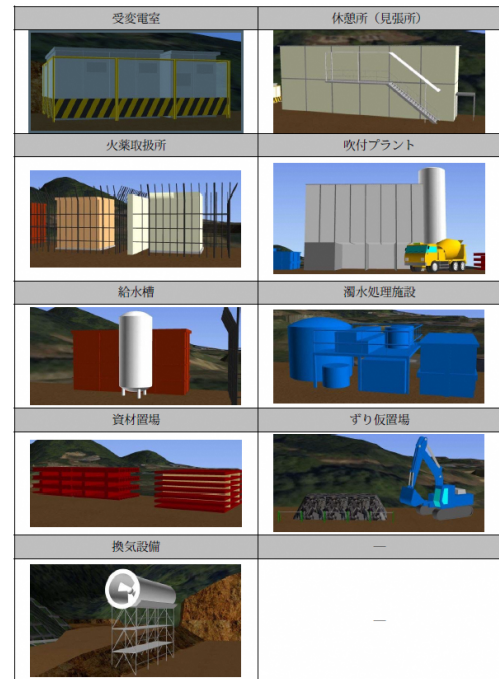 受変電室
休憩所（見張所）
火薬取扱所
吹付プラント
給水槽
濁水処理施設
資材置場
ずり仮置場
換気設備
―
―